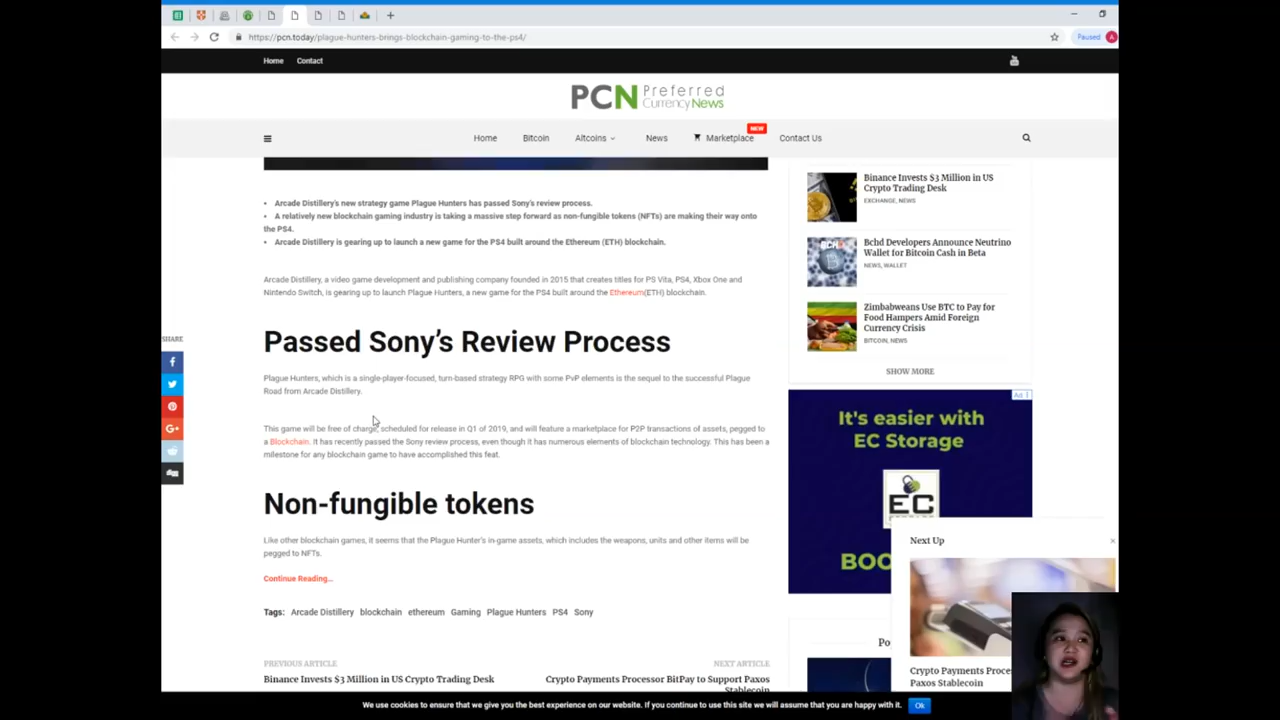 https://pcn.today/plague-hunters-brings-blockchain-gaming-to-the-ps4/
Paused
A
Home Contact
PCN Preferred
Currency News
Home Bitcoin Altcoins News Marketplace NEW Contact Us
• Arcade Distillery's new strategy game Plague Hunters has passed Sony's review process.
• A relatively new blockchain gaming industry is taking a massive step forward as non-fungible tokens (NFTs) are making their way onto
the PS4.
• Arcade Distillery is gearing up to launch a new game for the PS4 built around the Ethereum (ETH) blockchain.
Arcade Distillery, a video game development and publishing company founded in 2015 that creates titles for PS Vita, PS4, Xbox One and
Nintendo Switch, is gearing up to launch Plague Hunters, a new game for the PS4 built around the Ethereum(ETH) blockchain.
Passed Sony's Review Process
Plague Hunters, which is a single-player-focused, turn-based strategy RPG with some PvP elements is the sequel to the successful Plague
Road from Arcade Distillery.
This game will be free of charge, scheduled for release in Q1 of 2019, and will feature a marketplace for P2P transactions of assets, pegged to
a Blockchain. It has recently passed the Sony review process, even though it has numerous elements of blockchain technology. This has been a
milestone for any blockchain game to have accomplished this feat.
Non-fungible tokens
Like other blockchain games, it seems that the Plague Hunter's in-game assets, which includes the weapons, units and other items will be
pegged to NFTs.
Continue Reading...
Tags: Arcade Distillery blockchain ethereum Gaming Plague Hunters PS4 Sony
PREVIOUS ARTICLE
Binance Invests $3 Million in US Crypto Trading Desk
NEXT ARTICLE
Crypto Payments Processor BitPay to Support Paxos
Stablecoin
SHARE
Binance Invests $3 Million in US
Crypto Trading Desk
EXCHANGE, NEWS
BCHD
Bchd Developers Announce Neutrino
Wallet for Bitcoin Cash in Beta
NEWS, WALLET
Zimbabweans Use BTC to Pay for
Food Hampers Amid Foreign
Currency Crisis
BITCOIN, NEWS
SHOW MORE
Ad
It's easier with
EC Storage
EC
BOO
Po
Next Up
Crypto Payments Proce
Paxos Stablecoin
We use cookies to ensure that we give you the best experience on our website. If you continue to use this site we will assume that you are happy with it.
Ok